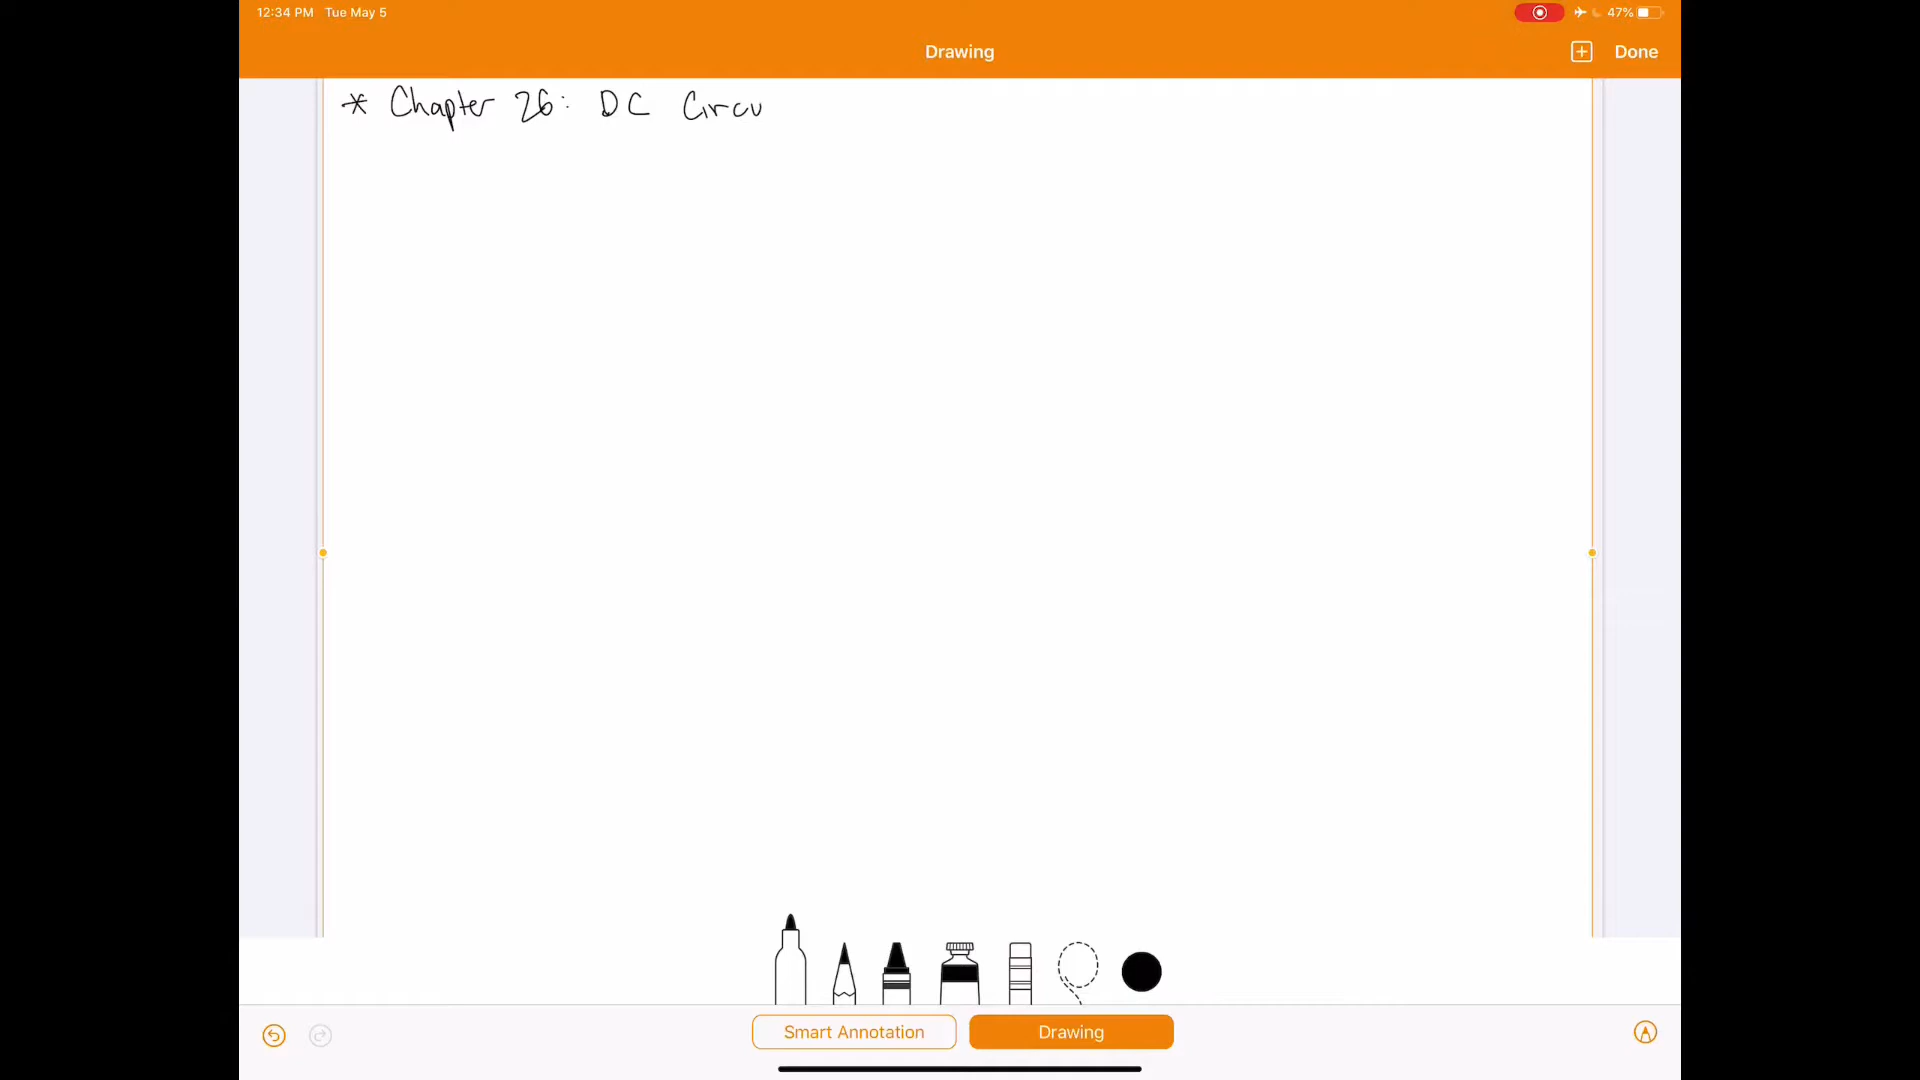 12:34 PM Tue May 5
47%
Drawing
Done
* Chapter 26: DC Circu
Smart Annotation
Drawing